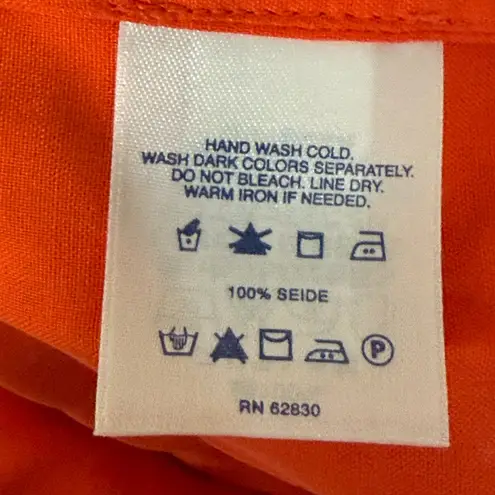 HAND WASH COLD.
WASH DARK COLORS SEPARATELY.
DO NOT BLEACH. LINE DRY.
WARM IRON IF NEEDED.
100% SEIDE
P
RN 62830